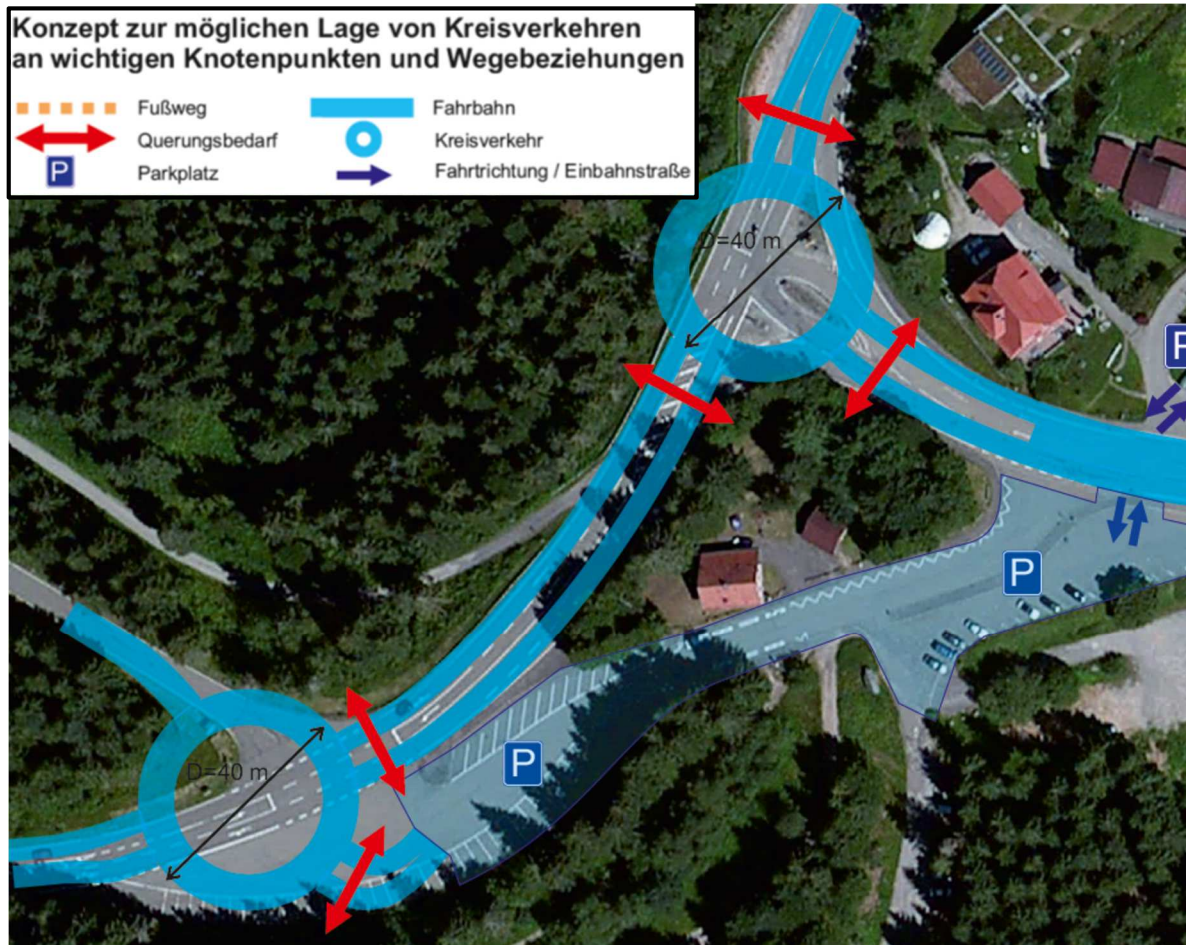 Konzept zur möglichen Lage von Kreisverkehren
an wichtigen Knotenpunkten und Wegebeziehungen
Fußweg
Fahrbahn
Querungsbedarf
Kreisverkehr
P
Parkplatz
Fahrtrichtung / Einbahnstraße
D=40 m
P
P
D=40 m
P